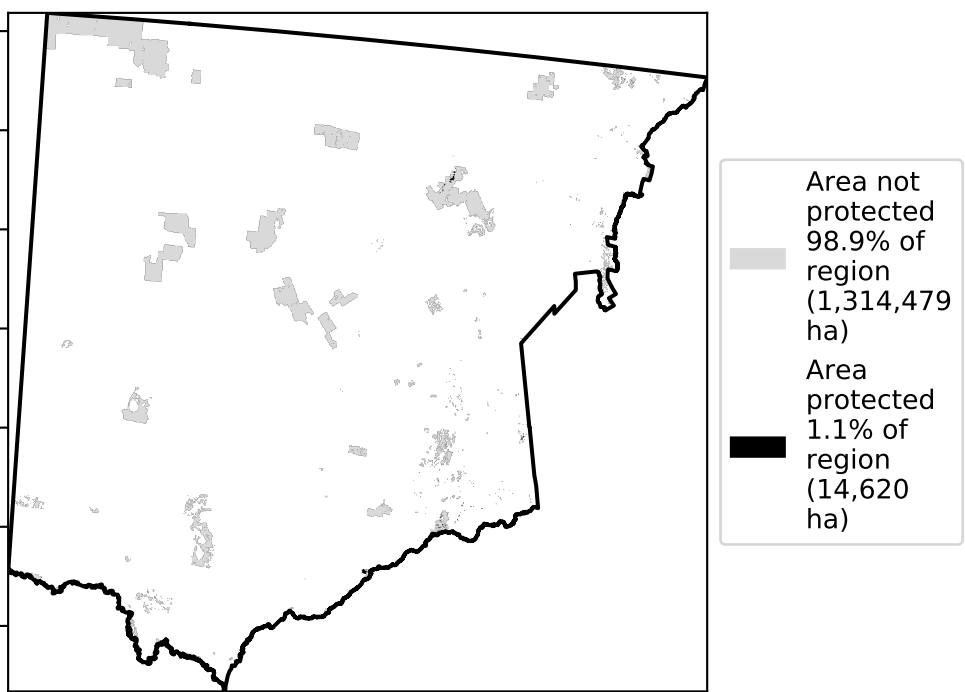 Area not
protected
98.9% of
region
(1,314,479
ha)
Area
protected
1.1% of
region
(14,620
ha)